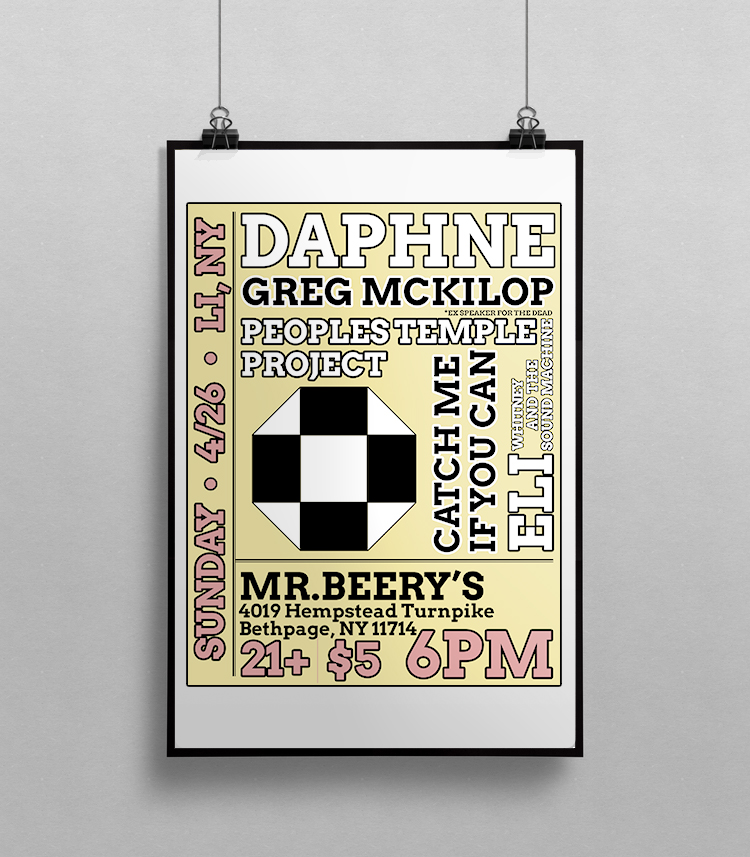 SUNDAY • 4/26 • LI, NY
DAPHNE
GREG MCKILOP
*EX SPEAKER FOR THE DEAD
PEOPLES TEMPLE
PROJECT
CATCH ME
IF YOU CAN
ELI WHITNEY
AND THE
SOUND MACHINE
MR.BEERY'S
4019 Hempstead Turnpike
Bethpage, NY 11714
21+ $5 6PM